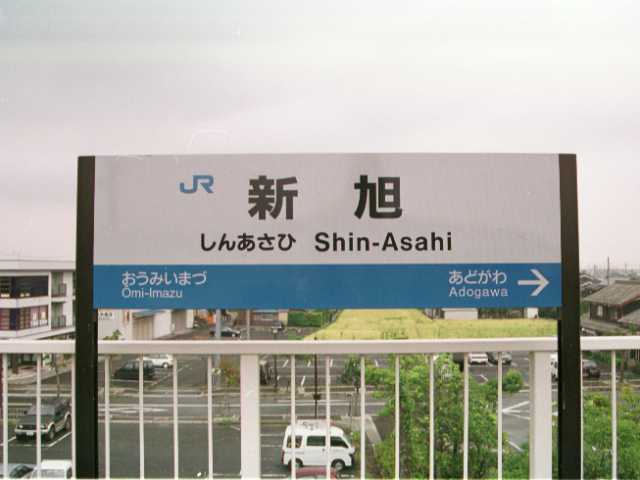 JR 新旭
しんあさひ Shin-Asahi
おうみいまづ あどがわ →
Ōmi-Imazu Adogawa